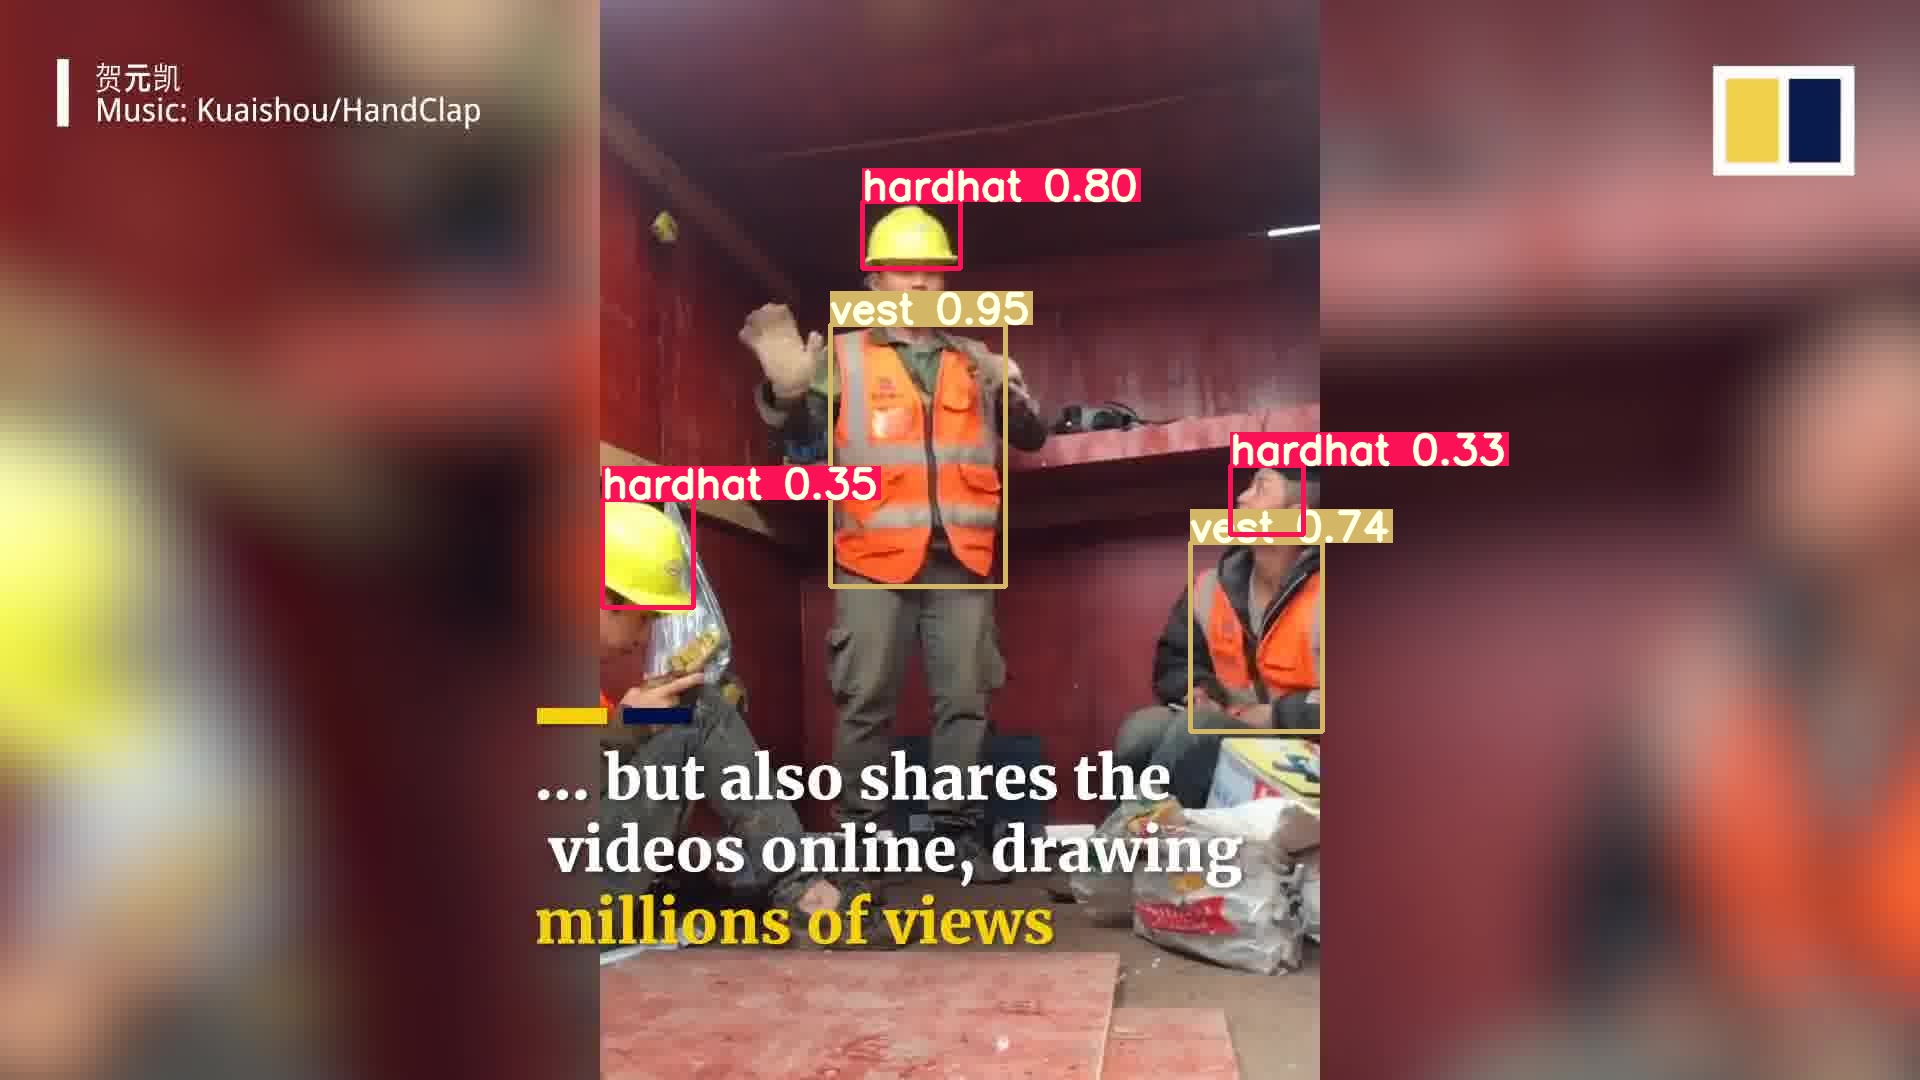 贺元凯
Music: Kuaishou/HandClap
hardhat 0.80
vest 0.95
hardhat 0.33
hardhat 0.35
vest 0.74
... but also shares the
videos online, drawing
millions of views